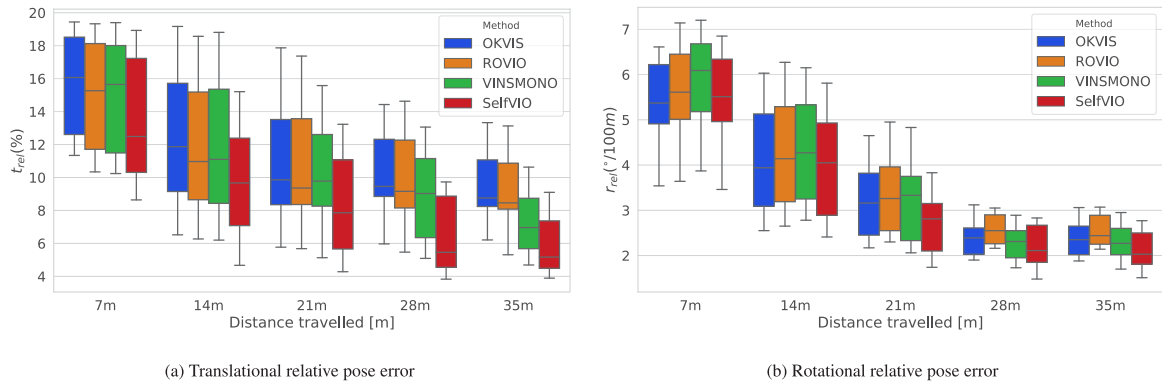 20
18
16
14
12
10
8
6
4
t_rel(%)
Method
OKVIS
ROVIO
VINSMONO
SelfVIO
7m
14m
21m
28m
35m
Distance travelled [m]
(a) Translational relative pose error
7
6
5
4
3
2
r_rel(°/100m)
Method
OKVIS
ROVIO
VINSMONO
SelfVIO
7m
14m
21m
28m
35m
Distance travelled [m]
(b) Rotational relative pose error